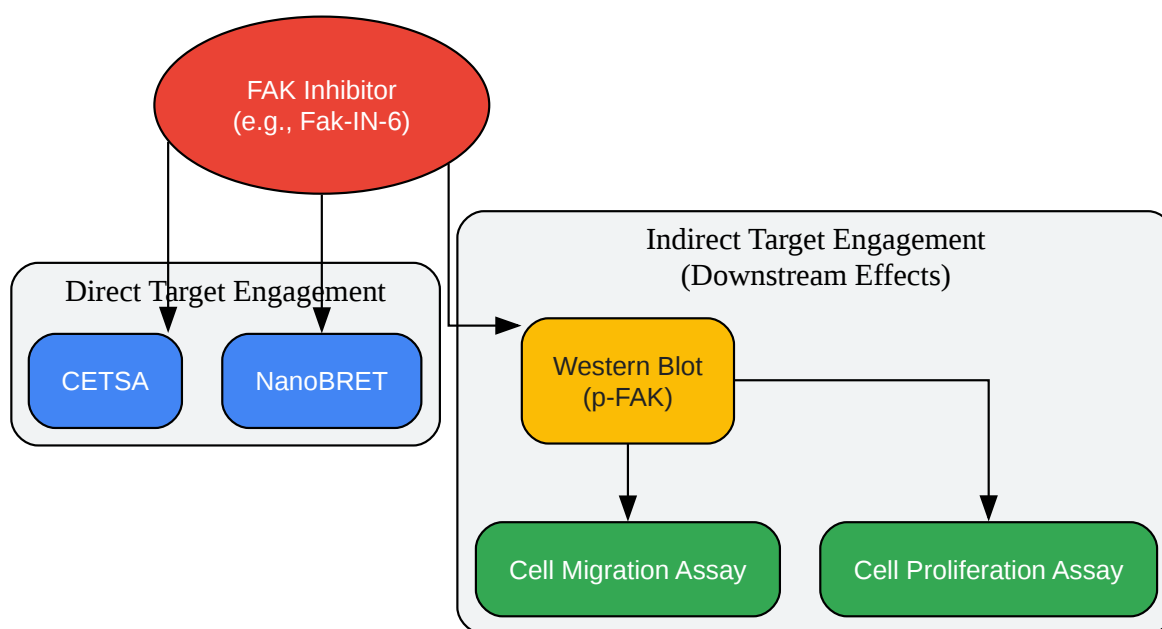 FAK Inhibitor
(e.g., Fak-IN-6)
Indirect Target Engagement
(Downstream Effects)
Direct Target Engagement
CETSA
NanoBRET
Western Blot
(p-FAK)
Cell Migration Assay
Cell Proliferation Assay